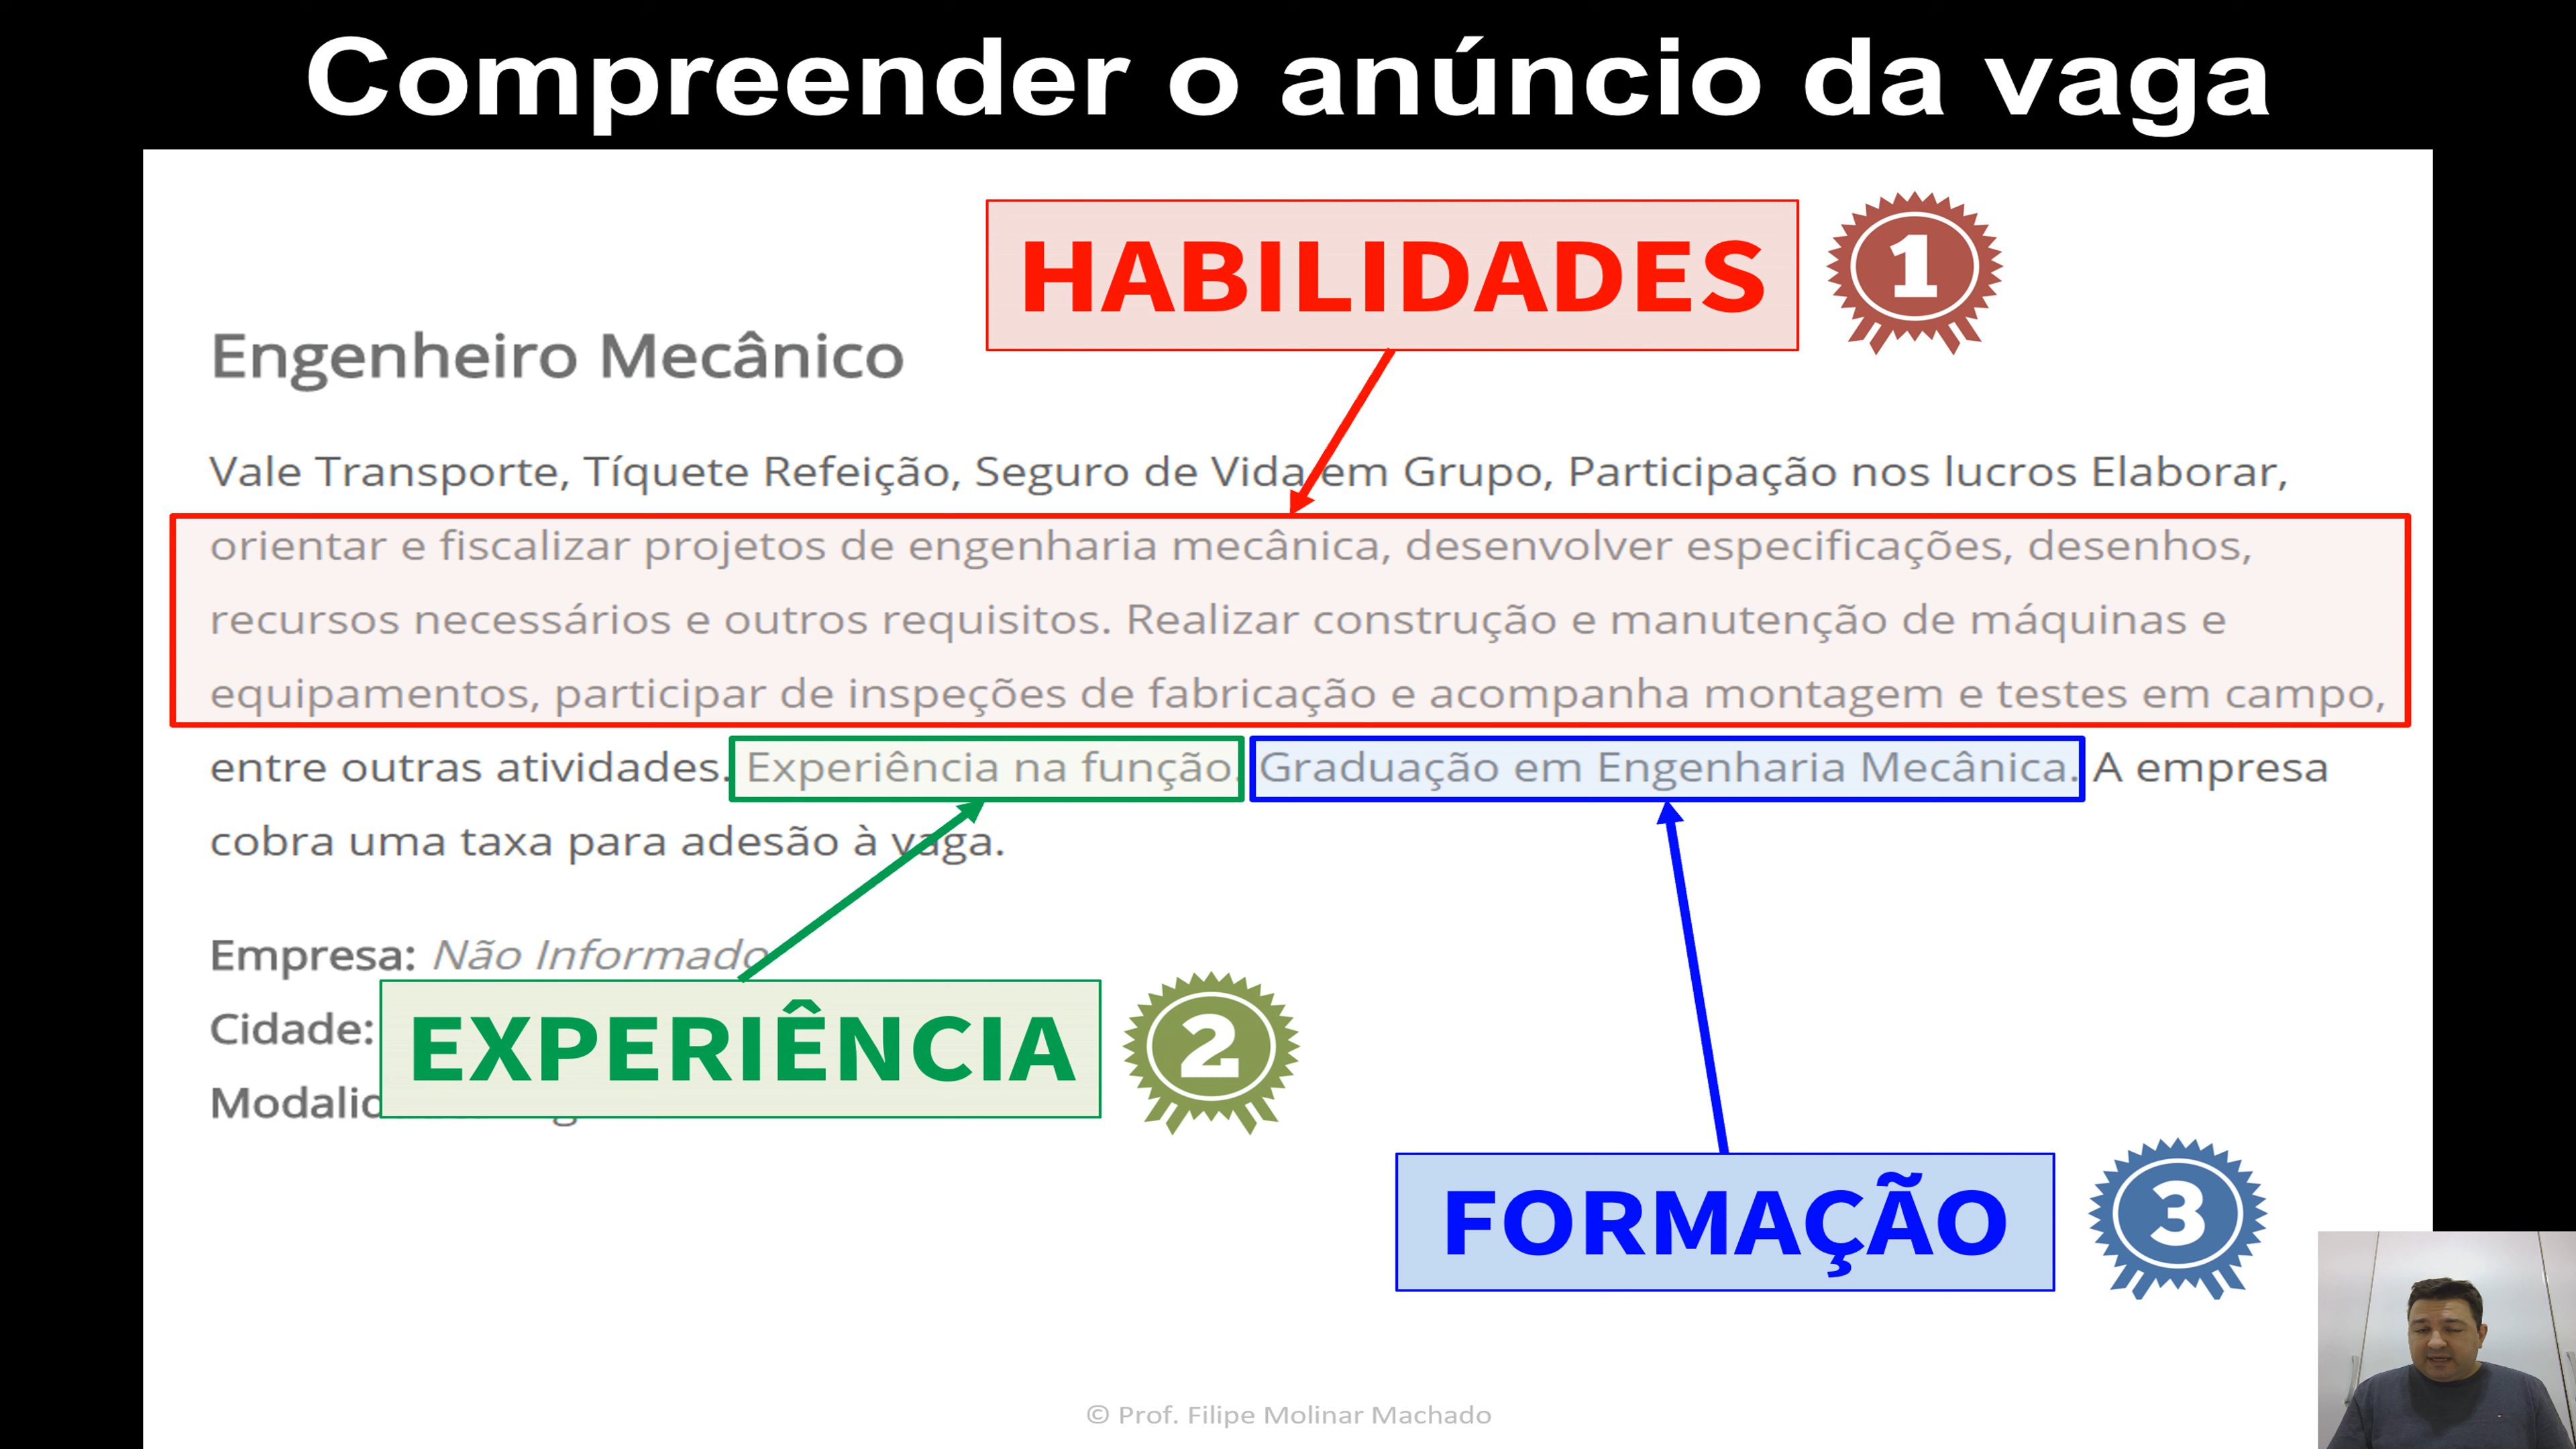 Compreender o anúncio da vaga
HABILIDADES
1
Engenheiro Mecânico
Vale Transporte, Tíquete Refeição, Seguro de Vida em Grupo, Participação nos lucros Elaborar,
orientar e fiscalizar projetos de engenharia mecânica, desenvolver especificações, desenhos,
recursos necessários e outros requisitos. Realizar construção e manutenção de máquinas e
equipamentos, participar de inspeções de fabricação e acompanha montagem e testes em campo,
entre outras atividades. Experiência na função. Graduação em Engenharia Mecânica. A empresa
cobra uma taxa para adesão à vaga.
Empresa: Não Informado
Cidade:
EXPERIÊNCIA
2
FORMAÇÃO
3
© Prof. Filipe Molinar Machado